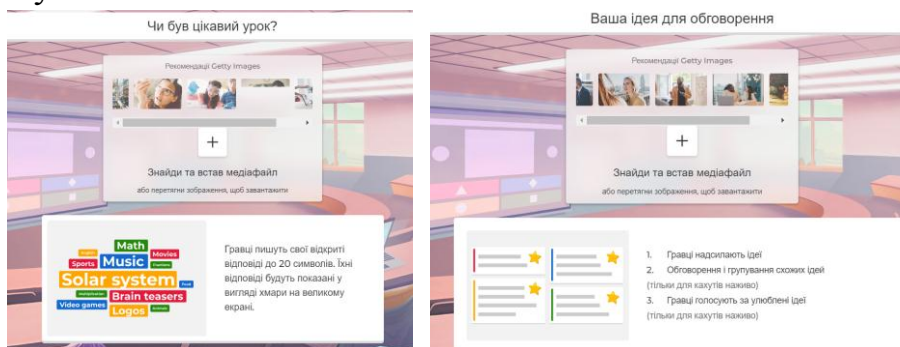 Чи був цікавий урок?
Рекомендації Getty Images
Знайди та встав медіафайл
або перетягни зображення, щоб завантажити
Math
Movies
Sports
Music
Solar system
Brain teasers
Video games
Logos
Гравці пишуть свої відкриті
відповіді до 20 символів. Їхні
відповіді будуть показані у
вигляді хмари на великому
екрані.
Ваша ідея для обговорення
Рекомендації Getty Images
Знайди та встав медіафайл
або перетягни зображення, щоб завантажити
1. Гравці надсилають ідеї
2. Обговорення і групування схожих ідей
(тільки для кахутів наживо)
3. Гравці голосують за улюблені ідеї
(тільки для кахутів наживо)